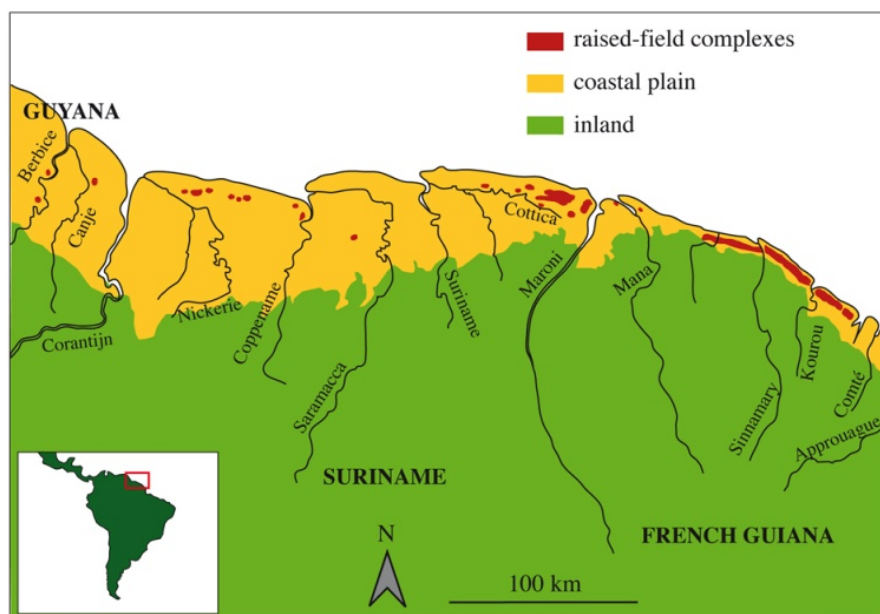 raised-field complexes
coastal plain
inland
GUYANA
Berbice
Canje
Corantijn
Nickerie
Coppename
Saramacca
Suriname
Cottica
Maroni
Mana
Sinnamary
Kourou
Comté
Approuague
SURINAME
FRENCH GUIANA
N
100 km